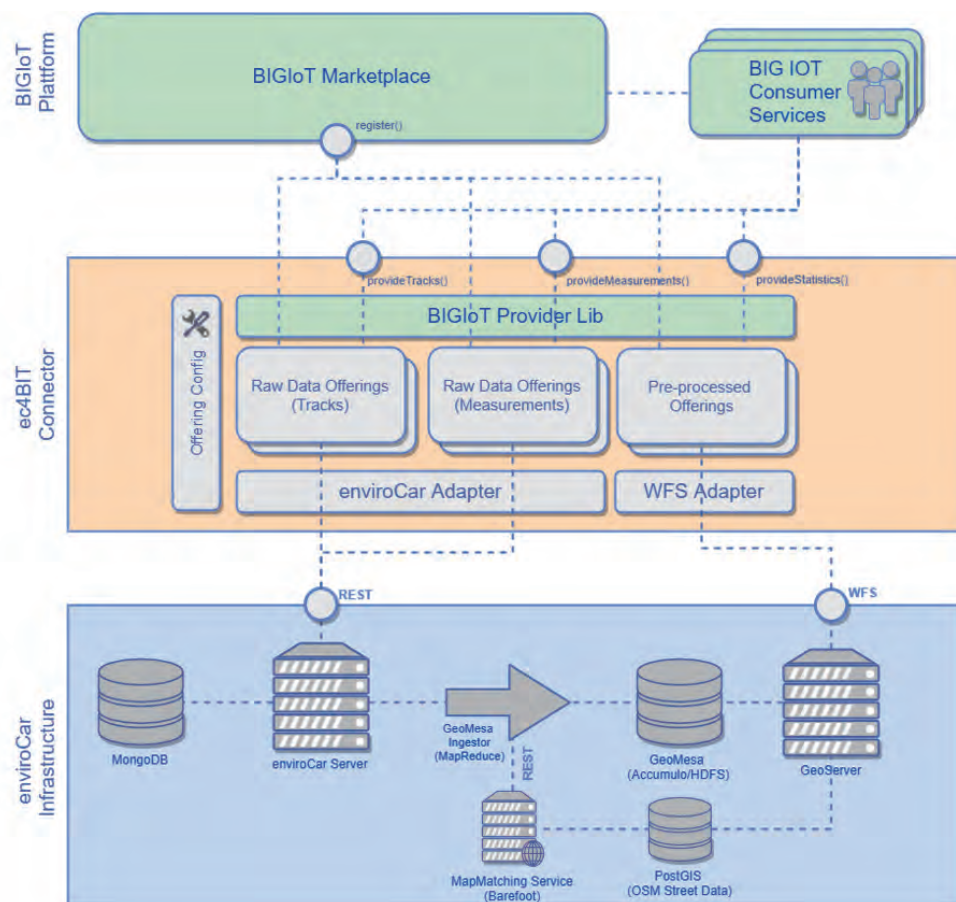 BIGIoT
Plattform
BIGIoT Marketplace
BIG IOT
Consumer
Services
register()
ec4BIT
Connector
provideTracks()
provideMeasurements()
provideStatistics()
Offering Config
BIGIoT Provider Lib
Raw Data Offerings
(Tracks)
Raw Data Offerings
(Measurements)
Pre-processed
Offerings
enviroCar Adapter
WFS Adapter
enviroCar
Infrastructure
REST
WFS
MongoDB
enviroCar Server
GeoMesa
Ingestor
(MapReduce)
REST
GeoMesa
(Accumulo/HDFS)
GeoServer
MapMatching Service
(Barefoot)
PostGIS
(OSM Street Data)